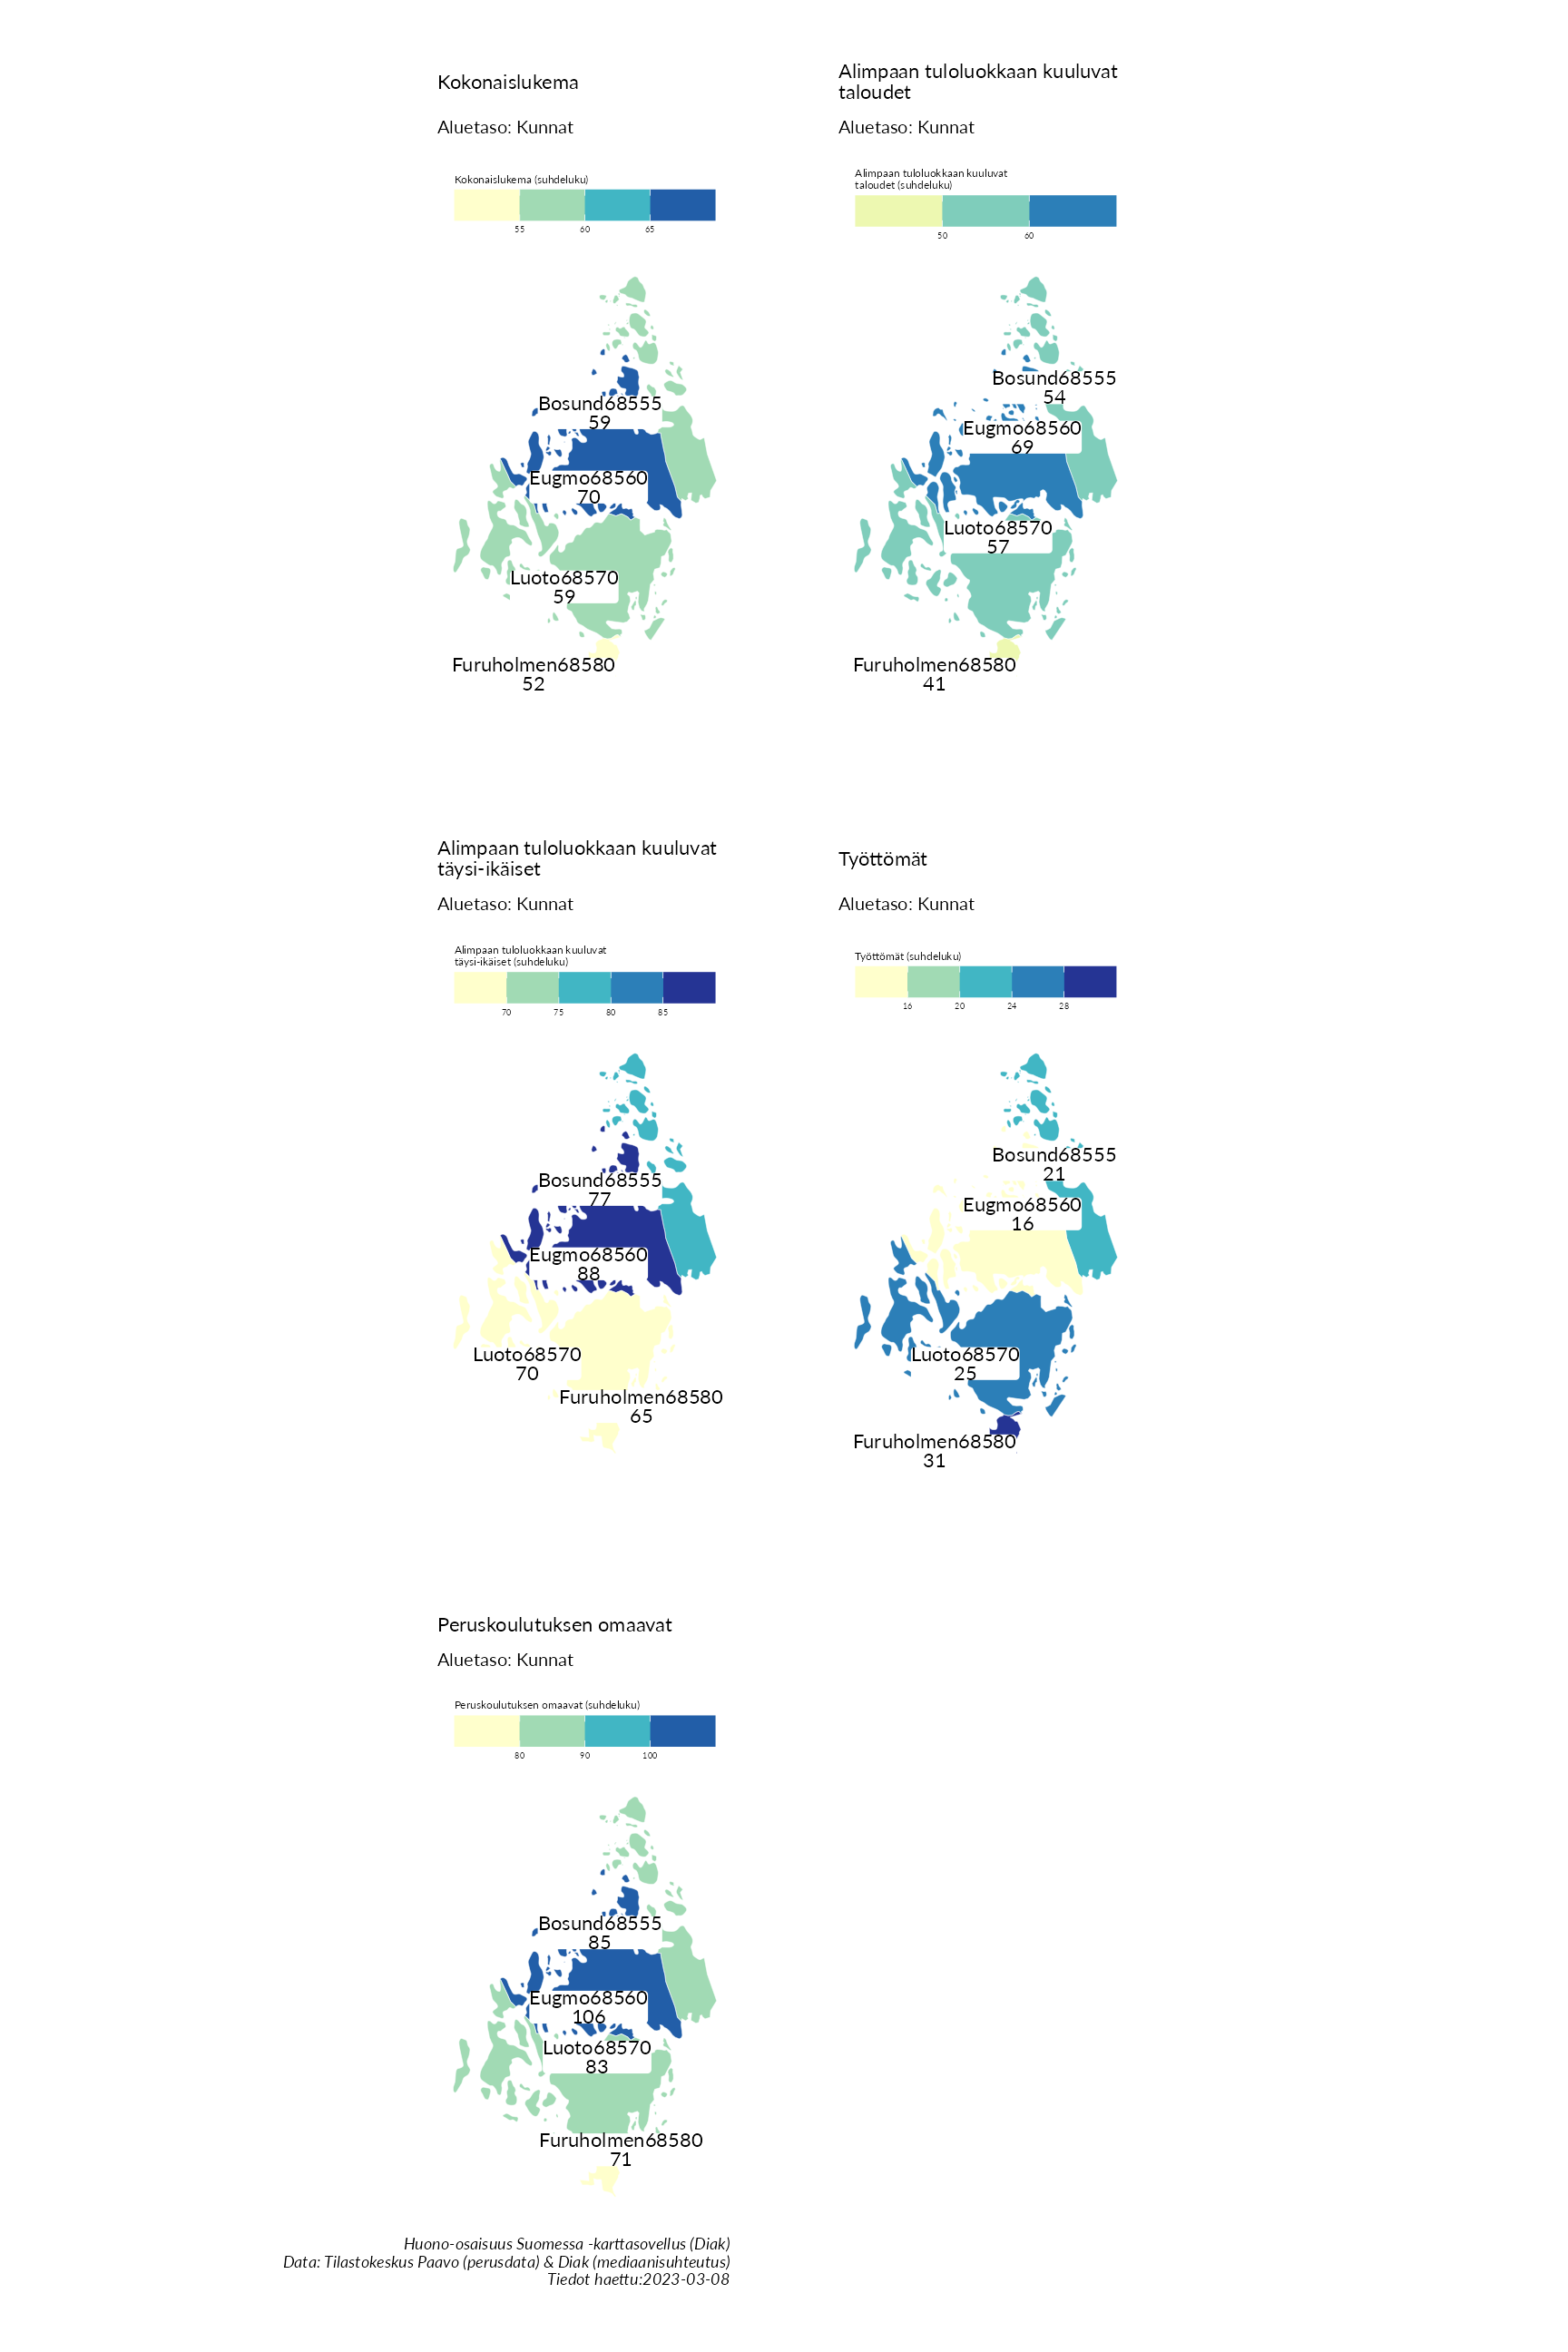 Kokonaislukema
Aluetaso: Kunnat
Kokonaislukema (suhdeluku)
55 60 65
Bosund68555
59
Eugmo68560
70
Luoto68570
59
Furuholmen68580
52
Alimpaan tuloluokkaan kuuluvat
taloudet
Aluetaso: Kunnat
Alimpaan tuloluokkaan kuuluvat
taloudet (suhdeluku)
50 60
Bosund68555
54
Eugmo68560
69
Luoto68570
57
Furuholmen68580
41
Alimpaan tuloluokkaan kuuluvat
täysi-ikäiset
Aluetaso: Kunnat
Alimpaan tuloluokkaan kuuluvat
täysi-ikäiset (suhdeluku)
70 75 80 85
Bosund68555
77
Eugmo68560
88
Luoto68570
70
Furuholmen68580
65
Työttömät
Aluetaso: Kunnat
Työttömät (suhdeluku)
16 20 24 28
Bosund68555
21
Eugmo68560
16
Luoto68570
25
Furuholmen68580
31
Peruskoulutuksen omaavat
Aluetaso: Kunnat
Peruskoulutuksen omaavat (suhdeluku)
80 90 100
Bosund68555
85
Eugmo68560
106
Luoto68570
83
Furuholmen68580
71
Huono-osaisuus Suomessa -karttasovellus (Diak)
Data: Tilastokeskus Paavo (perusdata) & Diak (mediaanisuhteutus)
Tiedot haettu:2023-03-08